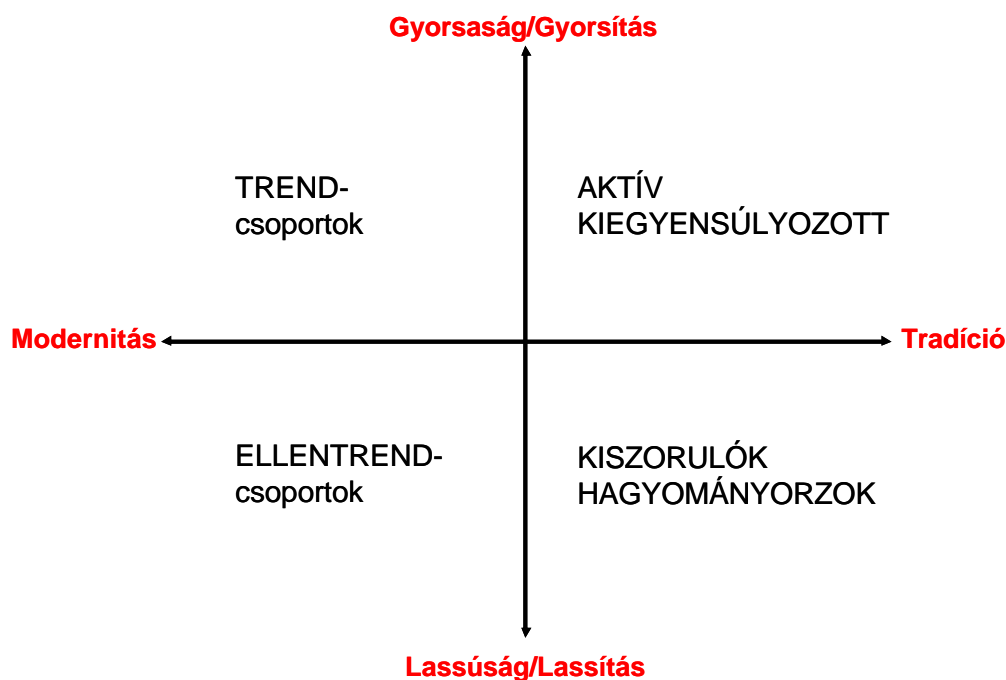 Gyorsaság/Gyorsítás
TREND-
csoportok
AKTÍV
KIEGYENSÚLYOZOTT
Modernitás
Tradíció
ELLENTREND-
csoportok
KISZORULÓK
HAGYOMÁNYORZOK
Lassúság/Lassítás